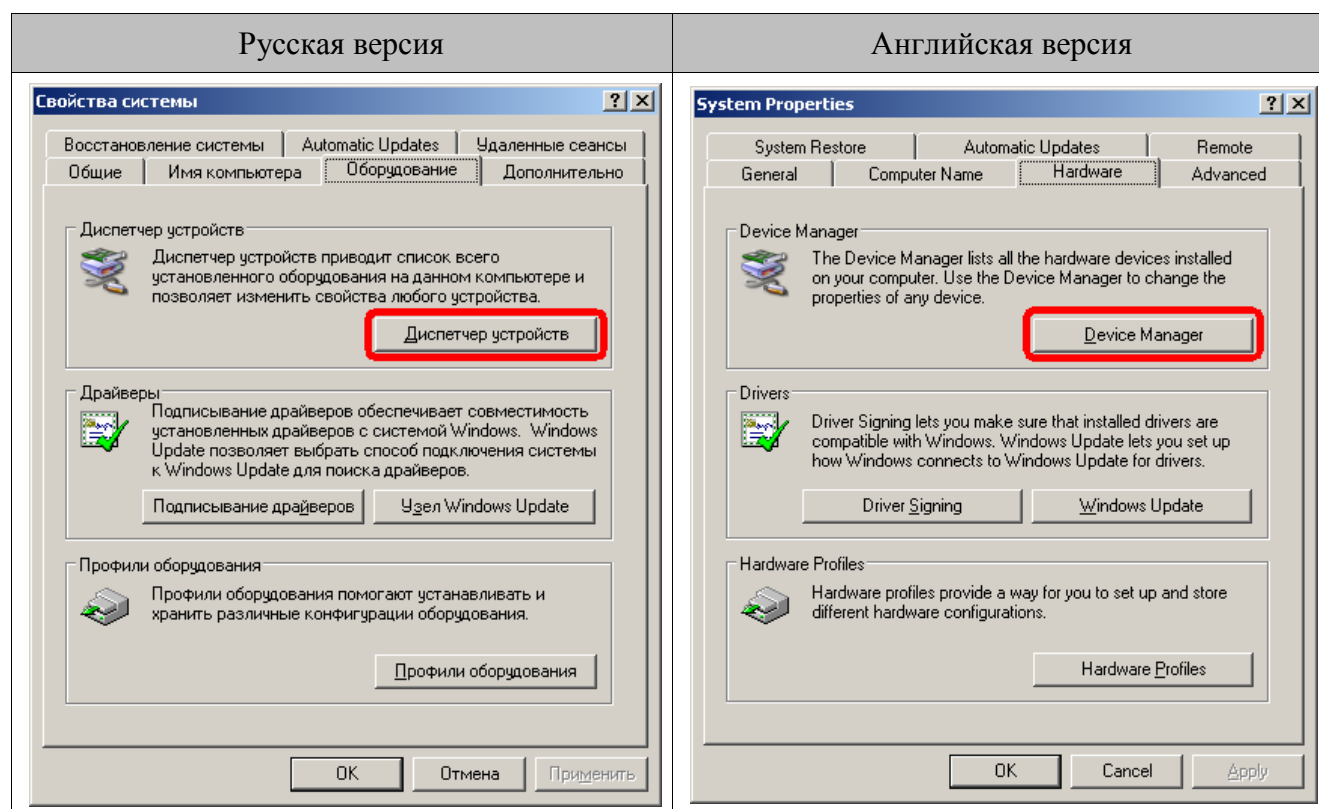 Русская версия
Английская версия
Свойства системы
Восстановление системы
Automatic Updates
Удаленные сеансы
Общие
Имя компьютера
Оборудование
Дополнительно
Диспетчер устройств
Диспетчер устройств приводит список всего
установленного оборудования на данном компьютере и
позволяет изменить свойства любого устройства.
Диспетчер устройств
Драйверы
Подписывание драйверов обеспечивает совместимость
установленных драйверов с системой Windows. Windows
Update позволяет выбрать способ подключения системы
к Windows Update для поиска драйверов.
Подписывание драйверов
Узел Windows Update
Профили оборудования
Профили оборудования помогают устанавливать и
хранить различные конфигурации оборудования.
Профили оборудования
OK
Отмена
Применить
System Properties
System Restore
Automatic Updates
Remote
General
Computer Name
Hardware
Advanced
Device Manager
The Device Manager lists all the hardware devices installed
on your computer. Use the Device Manager to change the
properties of any device.
Device Manager
Drivers
Driver Signing lets you make sure that installed drivers are
compatible with Windows. Windows Update lets you set up
how Windows connects to Windows Update for drivers.
Driver Signing
Windows Update
Hardware Profiles
Hardware profiles provide a way for you to set up and store
different hardware configurations.
Hardware Profiles
OK
Cancel
Apply